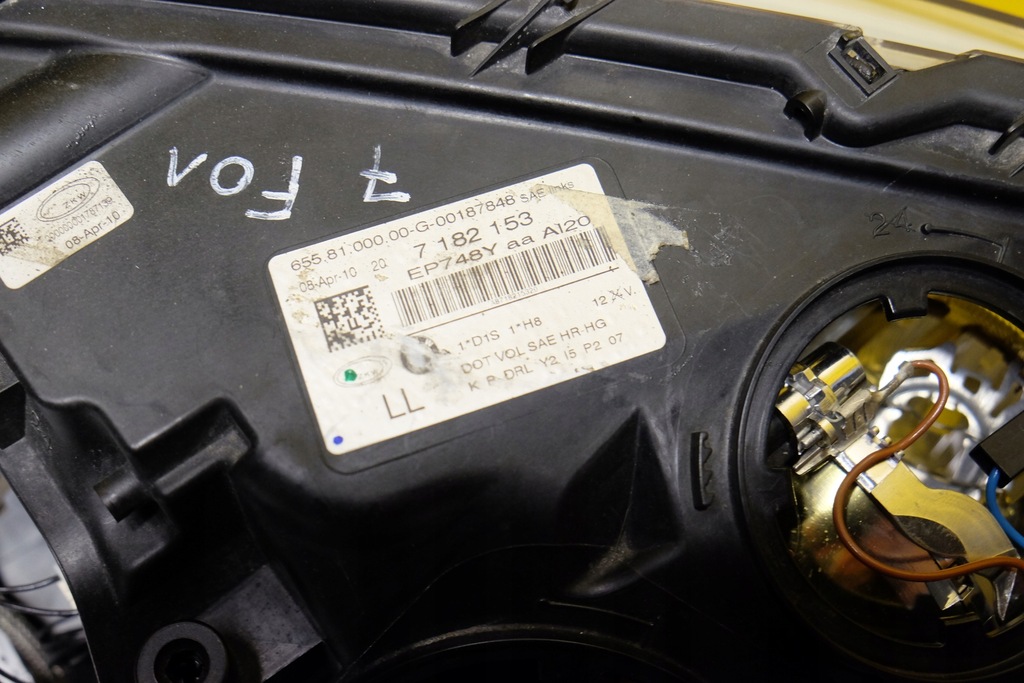 7 F01
ZKW
08-Apr-10
655.81.000.00-G-00187848 SAE links
08-Apr-10 20 7 182 153
EP748Y aa AI20
12 V.
1*D1S 1*H8
DOT VOL SAE HR-HG
K P DRL Y2 I5 P2 07
LL
24